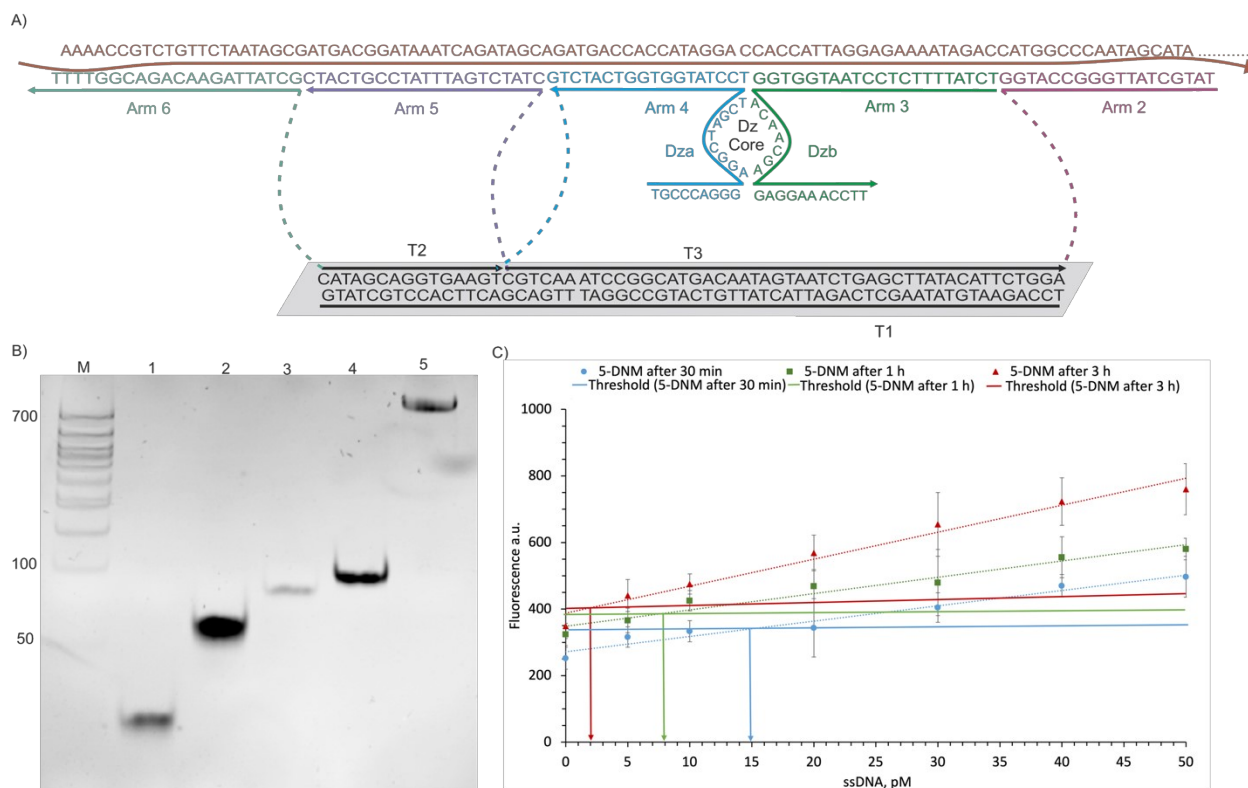 A)
AAAACCGTCTGTTCTAATAGCGATGACGGATAAATCAGATAGCAGATGACCACCATAGGAC CACCATTAGGAGAAAATAGACCATGGCCCAATAGCATA
TTTTGGCAGACAAGATTATCGCTACTGCCTATTTAGTCTATCGTCTACTGGTGGTATCCT GGTGGTAATCCTCTTTTATCTGGTACCGGGTTATCGTAT
Arm 6 Arm 5 Arm 4 Arm 3 Arm 2
Dz
Core
Dza Dzb
TGCCCAGGG GAGGAAACCTT
T2 T3
CATAGCAGGTGAAGTCGTCAA ATCCGGCATGACAATAGTAATCTGAGCTTATACATTCTGGA
GTATCGTCCACTTCAGCAGTT TAGGCCGTACTGTTATCATTAGACTCGAATATGTAAGACCT
T1
B)
M 1 2 3 4 5
700
100
50
C)
5-DNM after 30 min 5-DNM after 1 h 5-DNM after 3 h
Threshold (5-DNM after 30 min) Threshold (5-DNM after 1 h) Threshold (5-DNM after 3 h)
1000
800
600
400
200
0
Fluorescence a.u.
0 5 10 15 20 25 30 35 40 45 50
ssDNA, pM